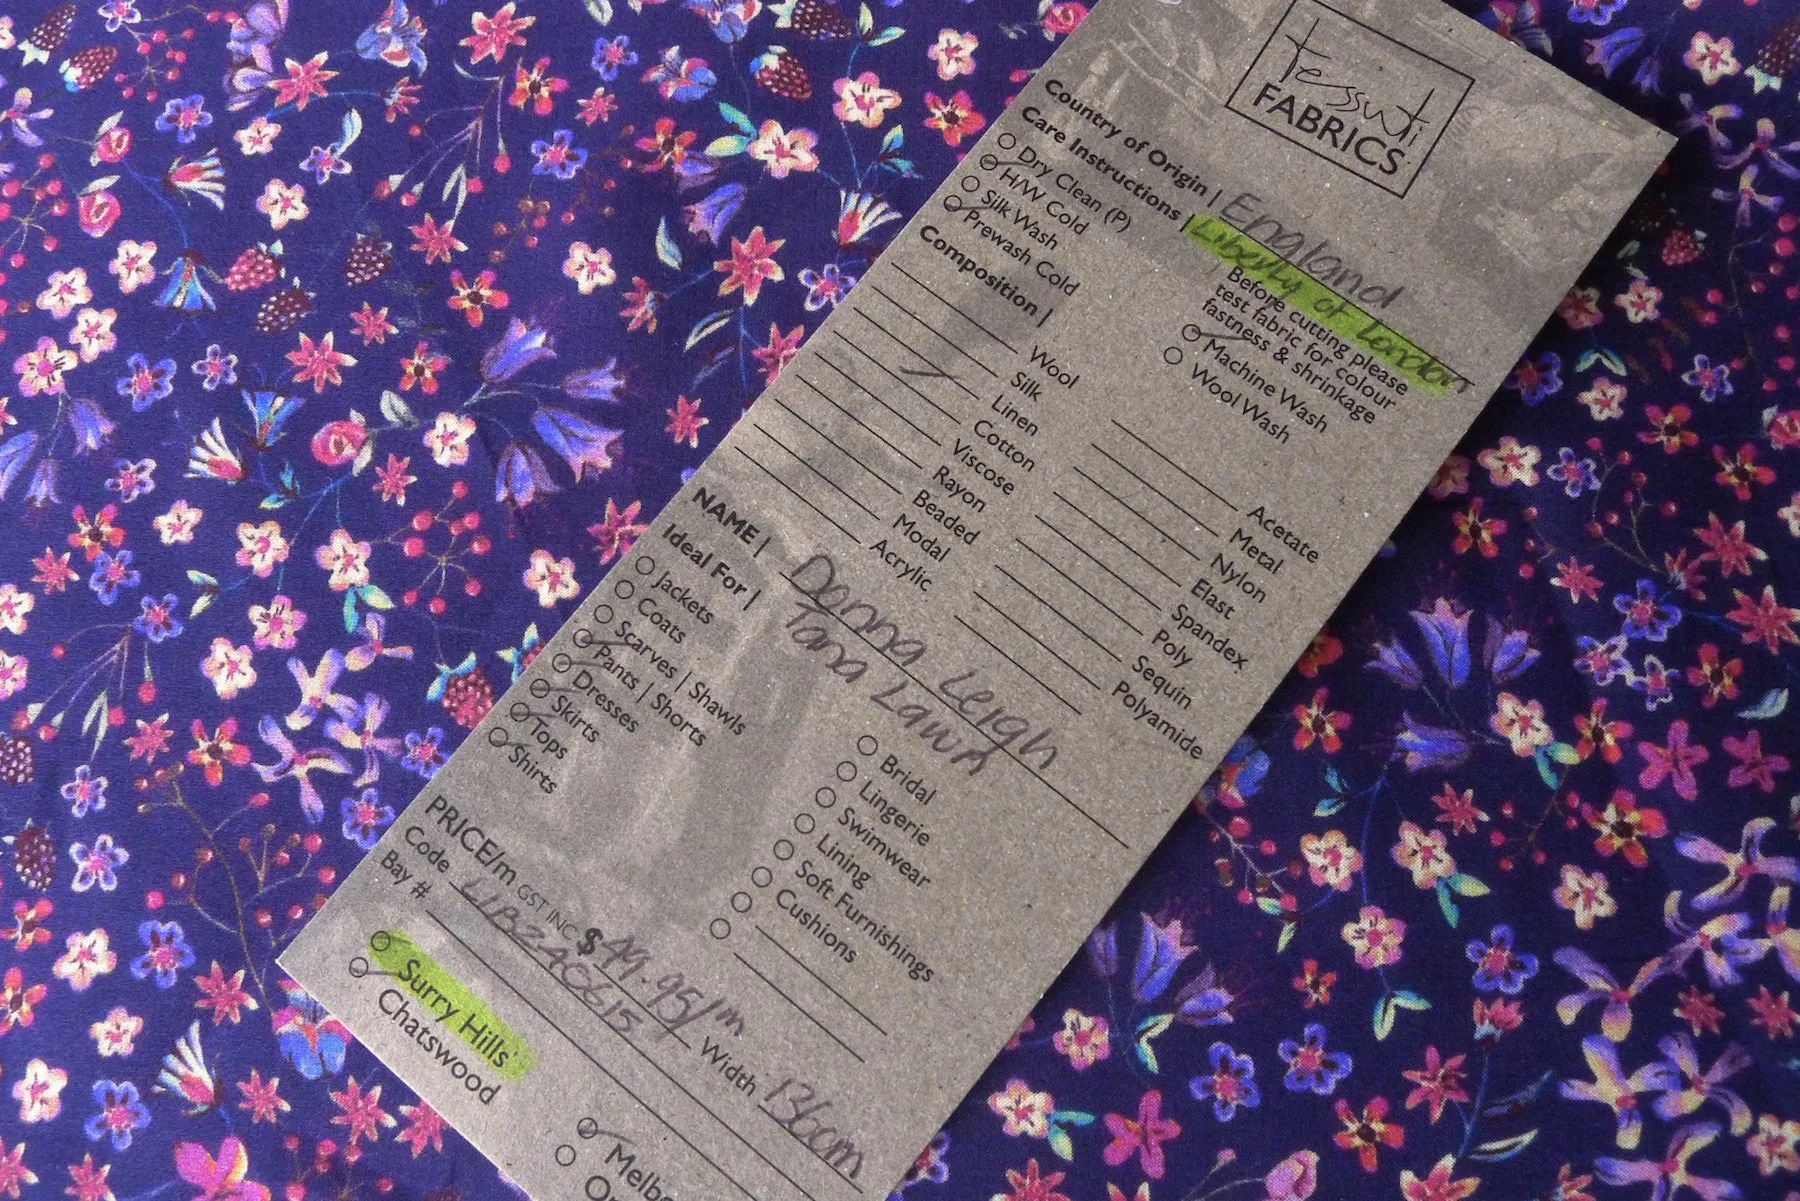 Tessuti
FABRICS
Country of Origin | England
Care Instructions | Liberty of London
Dry Clean (P)
H/W Cold
Silk Wash
Prewash Cold
Before cutting please
test fabric for colour
fastness & shrinkage
Machine Wash
Wool Wash
Composition |
Wool
Silk
Linen
Cotton
Viscose
Rayon
Beaded
Modal
Acrylic
Acetate
Metal
Nylon
Elast
Spandex
Poly
Sequin
Polyamide
NAME | Donna Leigh
Tana Lawn
Ideal For |
Jackets
Coats
Scarves | Shawls
Pants | Shorts
Dresses
Skirts
Tops
Shirts
Bridal
Lingerie
Swimwear
Lining
Soft Furnishings
Cushions
PRICE/m GST INC $49.95/m
Code LIB240615 Width 136cm
Bay #
Surry Hills
Chatswood